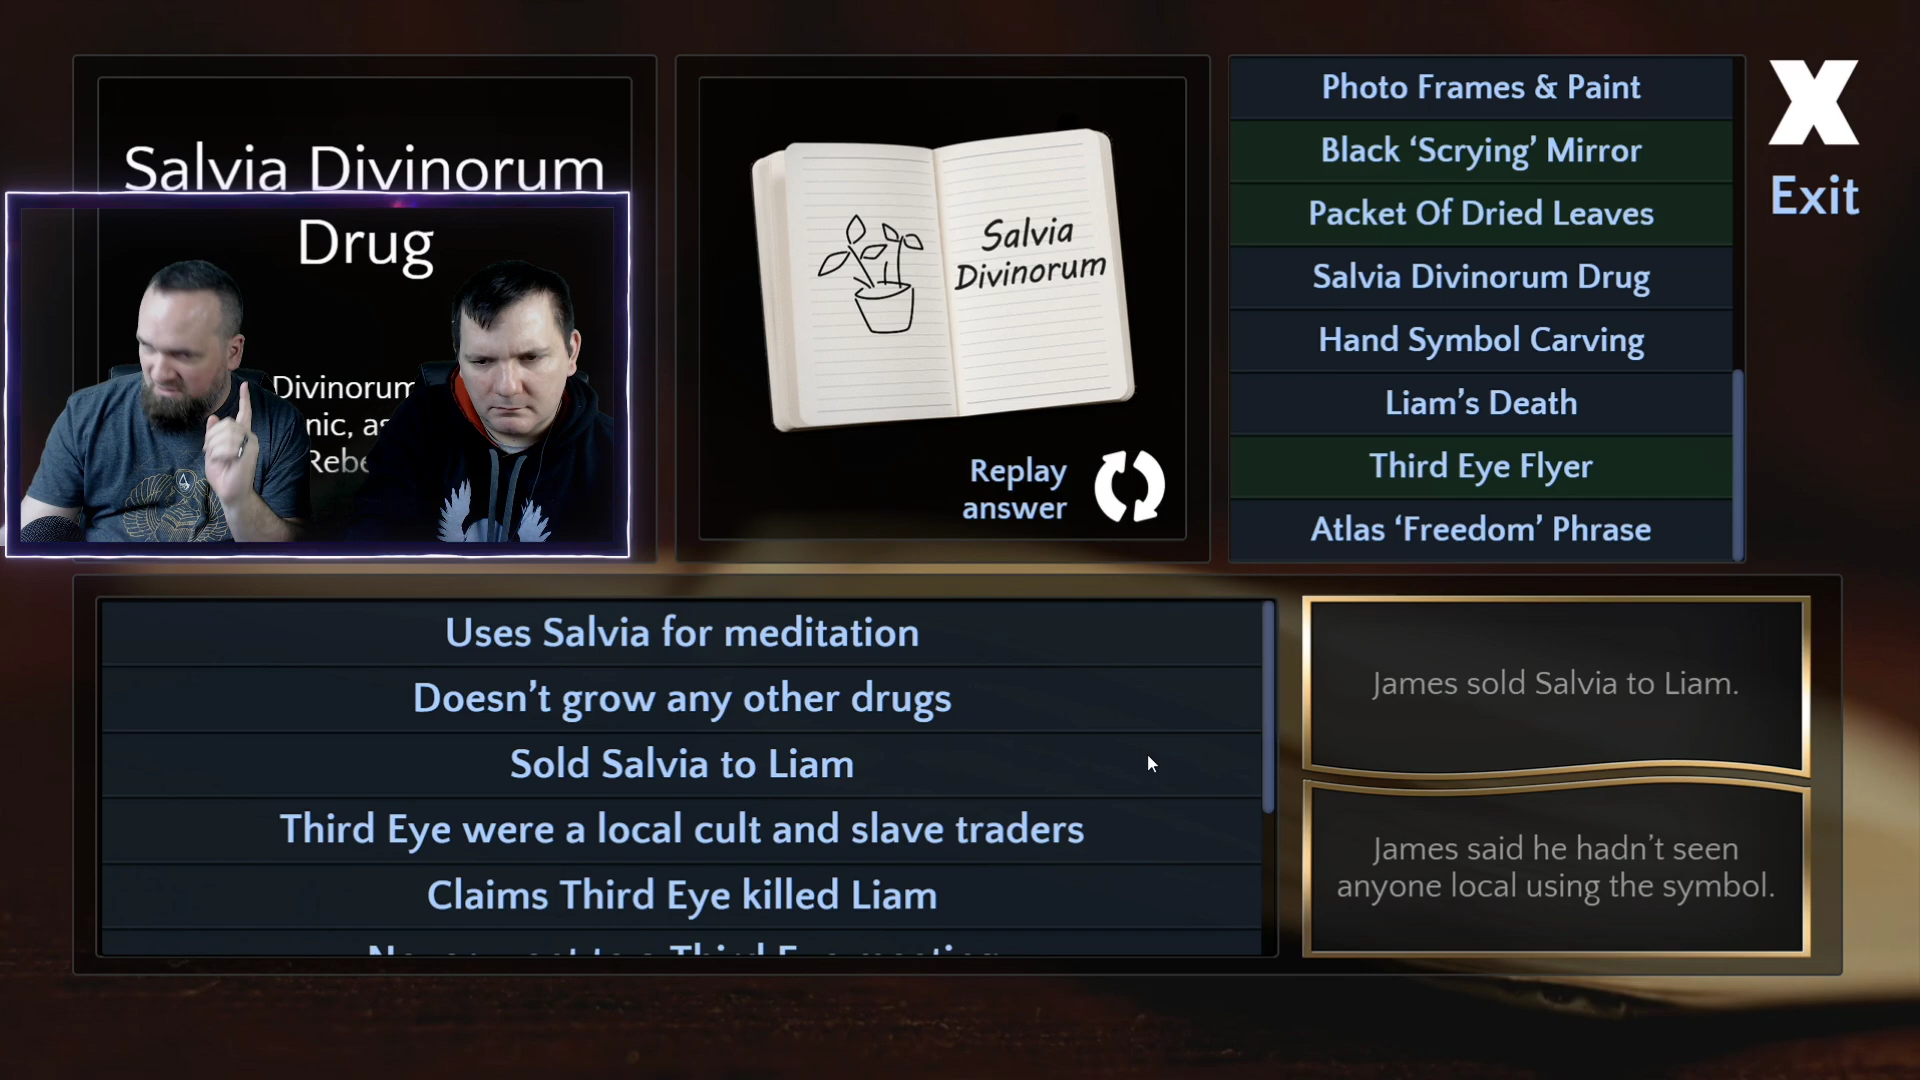 Salvia Divinorum
Drug
Divinorum
Salvia
Divinorum
Replay
answer
Photo Frames & Paint
Black ‘Scrying’ Mirror
Packet Of Dried Leaves
Salvia Divinorum Drug
Hand Symbol Carving
Liam’s Death
Third Eye Flyer
Atlas ‘Freedom’ Phrase
X
Exit
Uses Salvia for meditation
Doesn’t grow any other drugs
Sold Salvia to Liam
Third Eye were a local cult and slave traders
Claims Third Eye killed Liam
James sold Salvia to Liam.
James said he hadn’t seen
anyone local using the symbol.